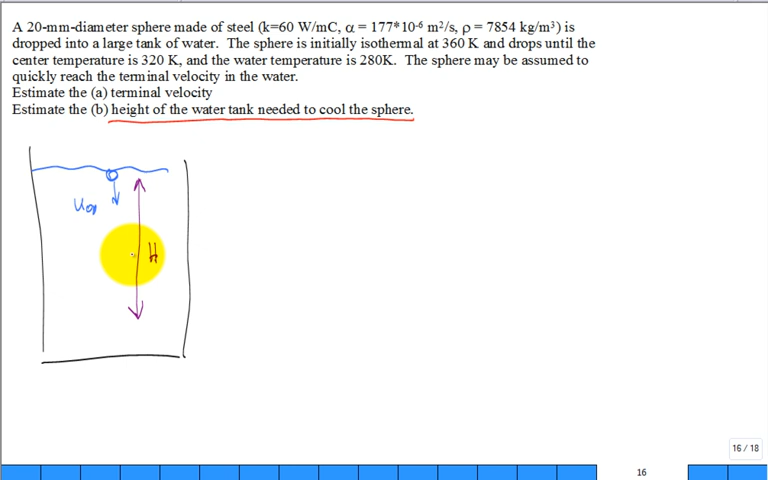 A 20-mm-diameter sphere made of steel (k=60 W/mC, α = 177*10⁻⁶ m²/s, ρ = 7854 kg/m³) is
dropped into a large tank of water. The sphere is initially isothermal at 360 K and drops until the
center temperature is 320 K, and the water temperature is 280K. The sphere may be assumed to
quickly reach the terminal velocity in the water.
Estimate the (a) terminal velocity
Estimate the (b) height of the water tank needed to cool the sphere.
U∞
H
16 / 18
16